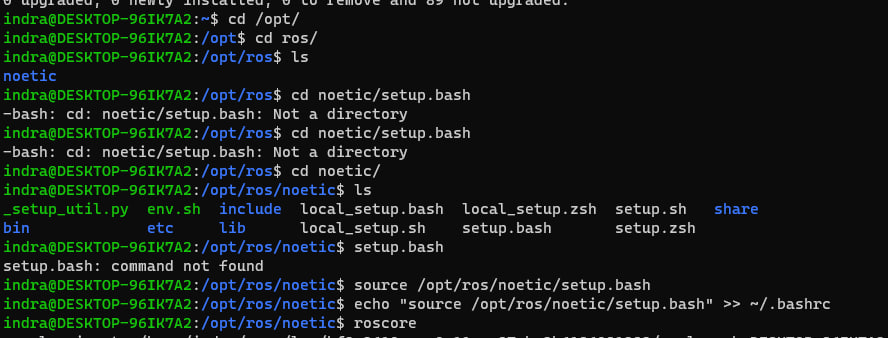 0 upgraded, 0 newly installed, 0 to remove and 89 not upgraded.
indra@DESKTOP-96IK7A2:~$ cd /opt/
indra@DESKTOP-96IK7A2:/opt$ cd ros/
indra@DESKTOP-96IK7A2:/opt/ros$ ls
noetic
indra@DESKTOP-96IK7A2:/opt/ros$ cd noetic/setup.bash
-bash: cd: noetic/setup.bash: Not a directory
indra@DESKTOP-96IK7A2:/opt/ros$ cd noetic/setup.bash
-bash: cd: noetic/setup.bash: Not a directory
indra@DESKTOP-96IK7A2:/opt/ros$ cd noetic/
indra@DESKTOP-96IK7A2:/opt/ros/noetic$ ls
_setup_util.py env.sh include local_setup.bash local_setup.zsh setup.sh share
bin etc lib local_setup.sh setup.bash setup.zsh
indra@DESKTOP-96IK7A2:/opt/ros/noetic$ setup.bash
setup.bash: command not found
indra@DESKTOP-96IK7A2:/opt/ros/noetic$ source /opt/ros/noetic/setup.bash
indra@DESKTOP-96IK7A2:/opt/ros/noetic$ echo "source /opt/ros/noetic/setup.bash" >> ~/.bashrc
indra@DESKTOP-96IK7A2:/opt/ros/noetic$ roscore